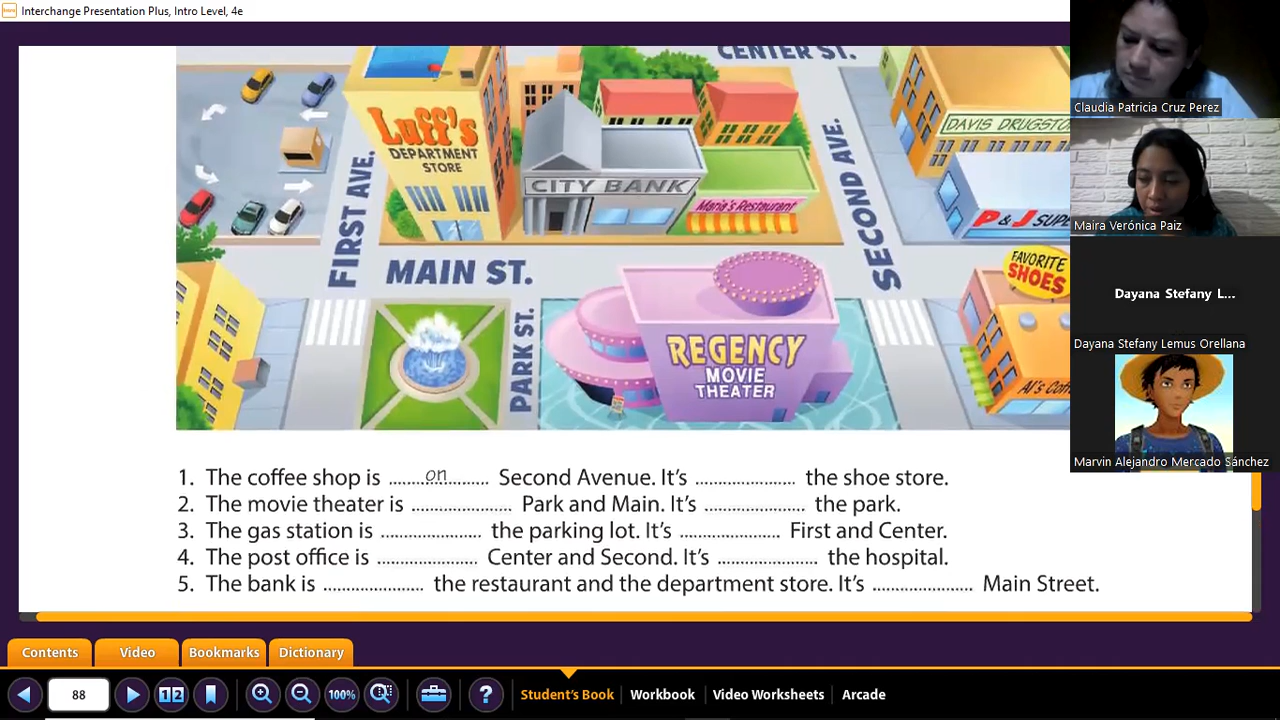 Interchange Presentation Plus, Intro Level, 4e
CENTER ST.
Luff's
DEPARTMENT
STORE
CITY BANK
Maria's Restaurant
DAVIS DRUGSTO
P & J SUP
FIRST AVE.
SECOND AVE.
MAIN ST.
PARK ST.
FAVORITE
SHOES
REGENCY
MOVIE
THEATER
Al's Coff
1. The coffee shop is .........on......... Second Avenue. It's ...................... the shoe store.
2. The movie theater is ...................... Park and Main. It's ...................... the park.
3. The gas station is ...................... the parking lot. It's ...................... First and Center.
4. The post office is ...................... Center and Second. It's ...................... the hospital.
5. The bank is ...................... the restaurant and the department store. It's ...................... Main Street.
Claudia Patricia Cruz Perez
Maira Verónica Paiz
Dayana Stefany L...
Dayana Stefany Lemus Orellana
Marvin Alejandro Mercado Sánchez
Contents Video Bookmarks Dictionary
88 1 2 100% ? Student's Book Workbook Video Worksheets Arcade